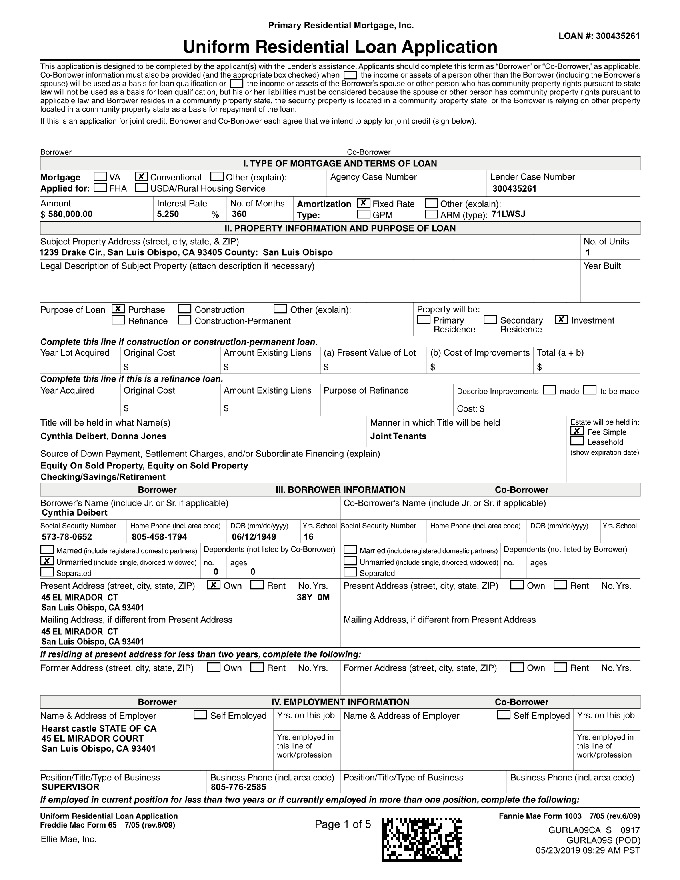 Primary Residential Mortgage, Inc.
LOAN #: 300435261
Uniform Residential Loan Application
This application is designed to be completed by the applicant(s) with the Lender's assistance. Applicants should complete this form as "Borrower" or "Co-Borrower," as applicable.
Co-Borrower information must also be provided (and the appropriate box checked) when the income or assets of a person other than the Borrower (including the Borrower's
spouse) will be used as a basis for loan qualification or the income or assets of the Borrower's spouse or other person who has community property rights pursuant to state
law will not be used as a basis for loan qualification, but his or her liabilities must be considered because the spouse or other person has community property rights pursuant to
applicable law and Borrower resides in a community property state, the security property is located in a community property state, or the Borrower is relying on other property
located in a community property state as a basis for repayment of the loan.
If this is an application for joint credit, Borrower and Co-Borrower each agree that we intend to apply for joint credit (sign below).
Borrower Co-Borrower
I. TYPE OF MORTGAGE AND TERMS OF LOAN
Mortgage VA X Conventional Other (explain): Agency Case Number Lender Case Number
Applied for: FHA USDA/Rural Housing Service 300435261
Amount Interest Rate No. of Months Amortization X Fixed Rate Other (explain):
$ 580,000.00 5.250 % 360 Type: GPM ARM (type): 71LWSJ
II. PROPERTY INFORMATION AND PURPOSE OF LOAN
Subject Property Address (street, city, state, & ZIP) No. of Units
1239 Drake Cir., San Luis Obispo, CA 93405 County: San Luis Obispo 1
Legal Description of Subject Property (attach description if necessary) Year Built
Purpose of Loan X Purchase Construction Other (explain): Property will be:
Refinance Construction-Permanent Primary Residence Secondary Residence X Investment
Complete this line if construction or construction-permanent loan.
Year Lot Acquired Original Cost Amount Existing Liens (a) Present Value of Lot (b) Cost of Improvements Total (a + b)
$ $ $ $ $
Complete this line if this is a refinance loan.
Year Acquired Original Cost Amount Existing Liens Purpose of Refinance Describe Improvements made to be made
$ $ Cost: $
Title will be held in what Name(s) Manner in which Title will be held Estate will be held in:
Cynthia Deibert, Donna Jones Joint Tenants X Fee Simple
Leasehold
Source of Down Payment, Settlement Charges, and/or Subordinate Financing (explain) (show expiration date)
Equity On Sold Property, Equity on Sold Property
Checking/Savings/Retirement
Borrower III. BORROWER INFORMATION Co-Borrower
Borrower's Name (include Jr. or Sr. if applicable) Co-Borrower's Name (include Jr. or Sr. if applicable)
Cynthia Deibert
Social Security Number Home Phone (incl. area code) DOB (mm/dd/yyyy) Yrs. School Social Security Number Home Phone (incl. area code) DOB (mm/dd/yyyy) Yrs. School
573-78-0652 805-458-1794 06/12/1949 16
Married (include registered domestic partners) Dependents (not listed by Co-Borrower) Married (include registered domestic partners) Dependents (not listed by Borrower)
X Unmarried (include single, divorced, widowed) no. ages Unmarried (include single, divorced, widowed) no. ages
Separated 0 0 Separated
Present Address (street, city, state, ZIP) X Own Rent No. Yrs. Present Address (street, city, state, ZIP) Own Rent No. Yrs.
45 EL MIRADOR CT 38Y 0M
San Luis Obispo, CA 93401
Mailing Address, if different from Present Address Mailing Address, if different from Present Address
45 EL MIRADOR CT
San Luis Obispo, CA 93401
If residing at present address for less than two years, complete the following:
Former Address (street, city, state, ZIP) Own Rent No. Yrs. Former Address (street, city, state, ZIP) Own Rent No. Yrs.
Borrower IV. EMPLOYMENT INFORMATION Co-Borrower
Name & Address of Employer Self Employed Yrs. on this job Name & Address of Employer Self Employed Yrs. on this job
Hearst castle STATE OF CA
45 EL MIRADOR COURT
San Luis Obispo, CA 93401
Yrs. employed in this line of work/profession Yrs. employed in this line of work/profession
Position/Title/Type of Business Business Phone (incl. area code) Position/Title/Type of Business Business Phone (incl. area code)
SUPERVISOR 805-776-2585
If employed in current position for less than two years or if currently employed in more than one position, complete the following:
Uniform Residential Loan Application Fannie Mae Form 1003 7/05 (rev.6/09)
Freddie Mac Form 65 7/05 (rev.6/09)
Page 1 of 5
GURLA09CA S 0917
Ellie Mae, Inc. GURLA09S (POD)
05/23/2019 09:29 AM PST